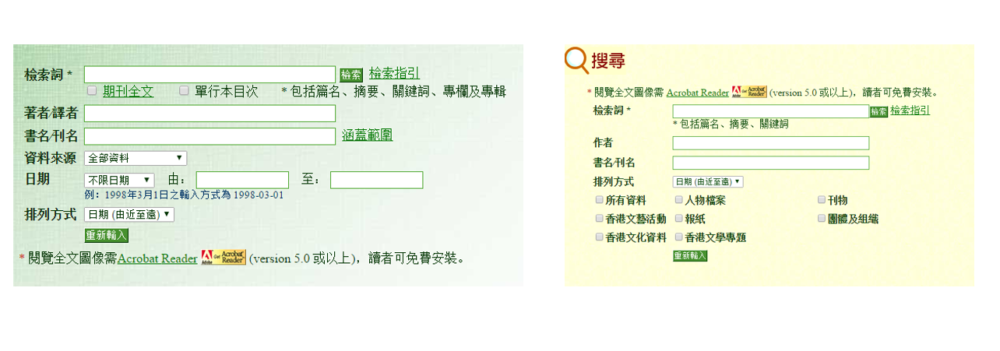 檢索詞 * 檢索 檢索指引
期刊全文 單行本目次 * 包括篇名、摘要、關鍵詞、專欄及專輯
著者/譯者
書名/刊名 涵蓋範圍
資料來源 全部資料
日期 不限日期 由： 至：
例：1998年3月1日之輸入方式為 1998-03-01
排列方式 日期 (由近至遠)
重新輸入
* 閱覽全文圖像需Acrobat Reader Adobe Get Acrobat Reader (version 5.0 或以上)，讀者可免費安裝。
搜尋
* 閱覽全文圖像需 Acrobat Reader Adobe Get Acrobat Reader (version 5.0 或以上)，讀者可免費安裝。
檢索詞 * 檢索 檢索指引
* 包括篇名、摘要、關鍵詞
作者
書名/刊名
排列方式 日期 (由近至遠)
所有資料 人物檔案 刊物
香港文藝活動 報紙 團體及組織
香港文化資料 香港文學專題
重新輸入